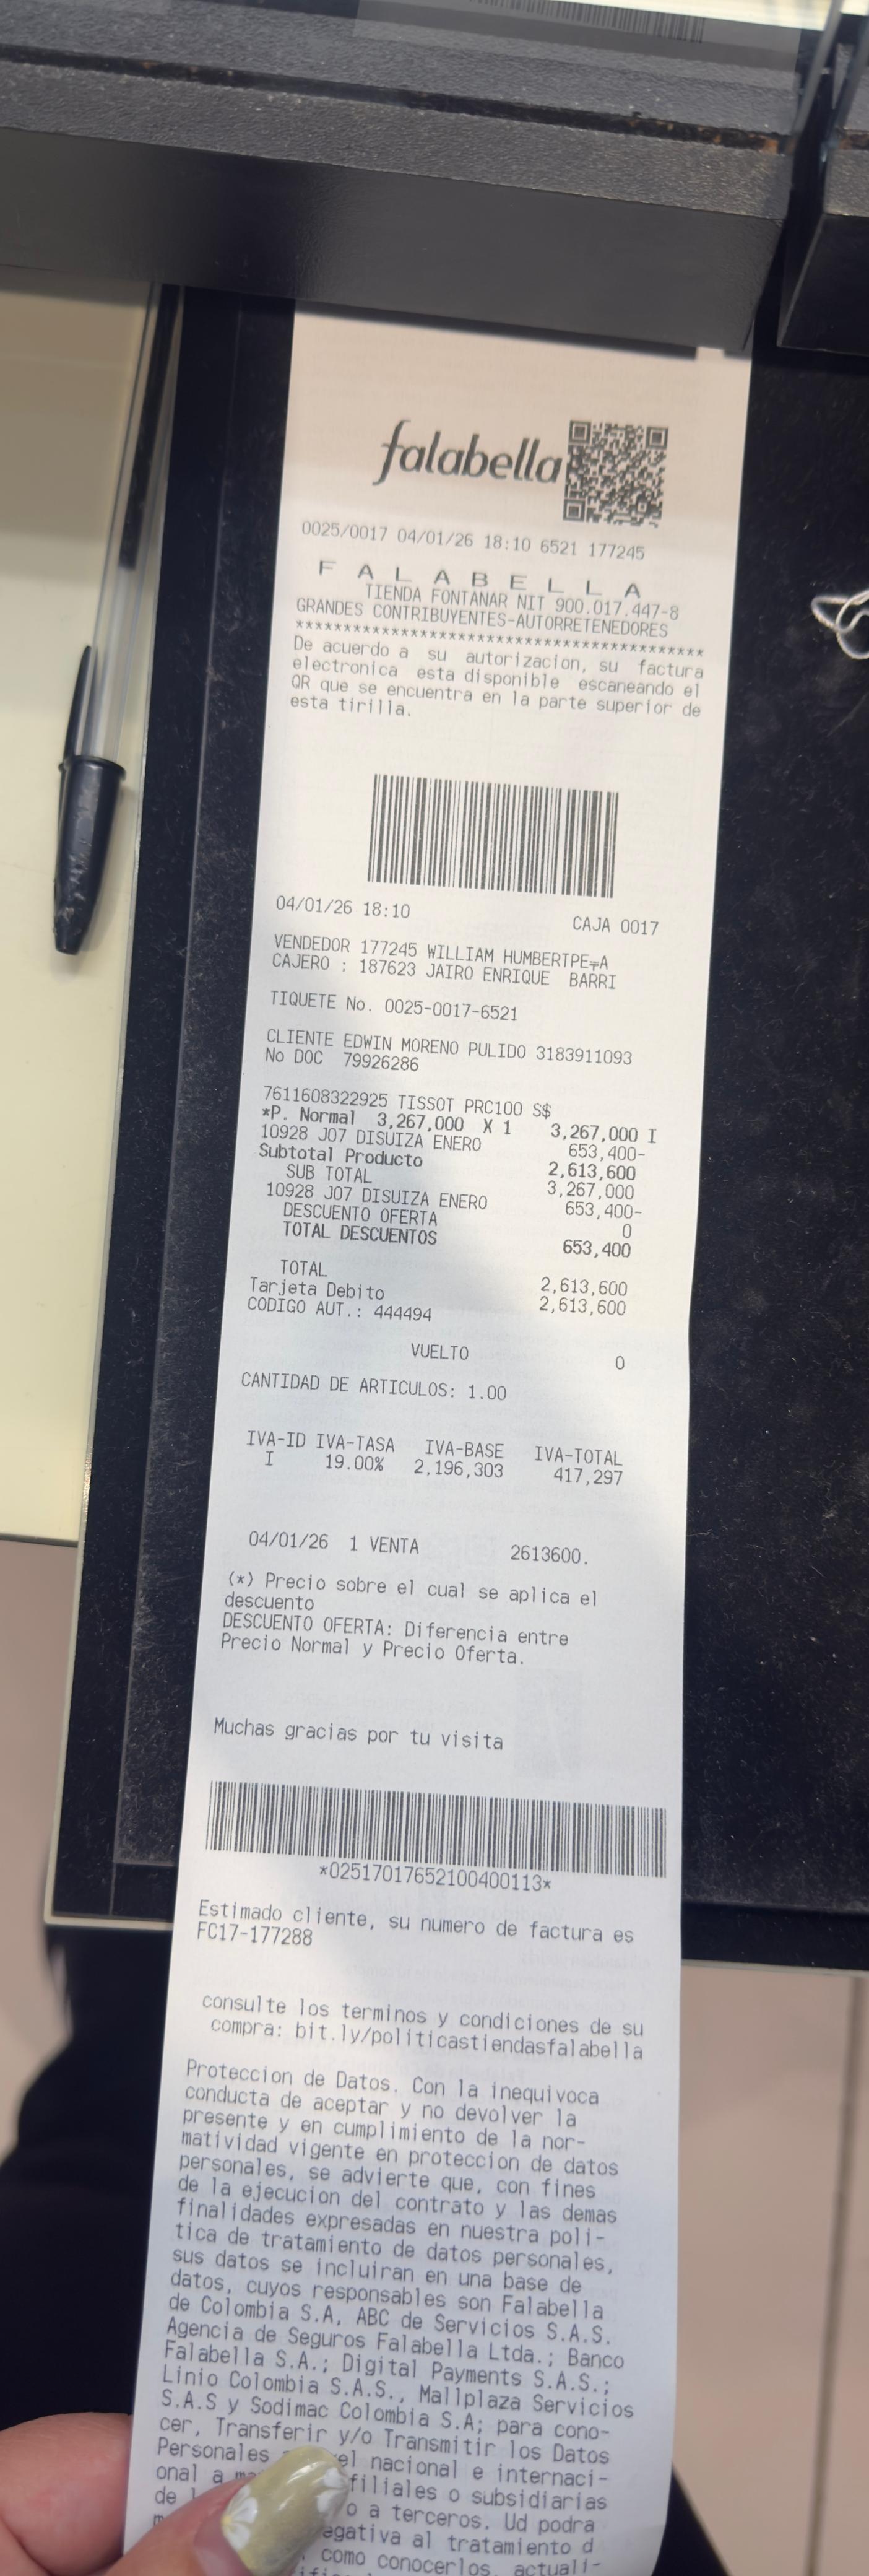 falabella
0025/0017 04/01/26 18:10 6521 177245
F A L A B E L L A
TIENDA FONTANAR NIT 900.017.447-8
GRANDES CONTRIBUYENTES-AUTORRETENEDORES
*******************************************
De acuerdo a su autorizacion, su factura
electronica esta disponible escaneando el
QR que se encuentra en la parte superior de
esta tirilla.
04/01/26 18:10 CAJA 0017
VENDEDOR 177245 WILLIAM HUMBERTPE╤A
CAJERO : 187623 JAIRO ENRIQUE BARRI
TIQUETE No. 0025-0017-6521
CLIENTE EDWIN MORENO PULIDO 3183911093
No DOC 79926286
7611608322925 TISSOT PRC100 S$
*P. Normal 3,267,000 X 1 3,267,000 I
10928 J07 DISUIZA ENERO 653,400-
Subtotal Producto 2,613,600
SUB TOTAL 3,267,000
10928 J07 DISUIZA ENERO 653,400-
DESCUENTO OFERTA 0
TOTAL DESCUENTOS 653,400
TOTAL 2,613,600
Tarjeta Debito 2,613,600
CODIGO AUT.: 444494
VUELTO 0
CANTIDAD DE ARTICULOS: 1.00
IVA-ID IVA-TASA IVA-BASE IVA-TOTAL
I 19.00% 2,196,303 417,297
04/01/26 1 VENTA 2613600.
(*) Precio sobre el cual se aplica el
descuento
DESCUENTO OFERTA: Diferencia entre
Precio Normal y Precio Oferta.
Muchas gracias por tu visita
*02517017652100400113*
Estimado cliente, su numero de factura es
FC17-177288
consulte los terminos y condiciones de su
compra: bit.ly/politicastiendasfalabella
Proteccion de Datos. Con la inequivoca
conducta de aceptar y no devolver la
presente y en cumplimiento de la nor-
matividad vigente en proteccion de datos
personales, se advierte que, con fines
de la ejecucion del contrato y las demas
finalidades expresadas en nuestra poli-
tica de tratamiento de datos personales,
sus datos se incluiran en una base de
datos, cuyos responsables son Falabella
de Colombia S.A, ABC de Servicios S.A.S.
Agencia de Seguros Falabella Ltda.; Banco
Falabella S.A.; Digital Payments S.A.S.;
Linio Colombia S.A.S., Mallplaza Servicios
S.A.S y Sodimac Colombia S.A; para cono-
cer, Transferir y/o Transmitir los Datos
Personales el nacional e internaci-
onal a filiales o subsidiarias
de o a terceros. Ud podra
egativa al tratamiento d
como conocerlos, actuali-